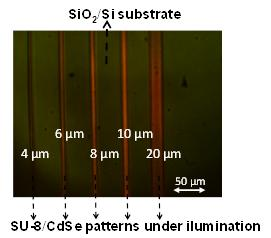 SiO₂/Si substrate
6 µm
10 µm
4 µm
8 µm
20 µm
50 µm
SU-8/CdSe patterns under ilumination